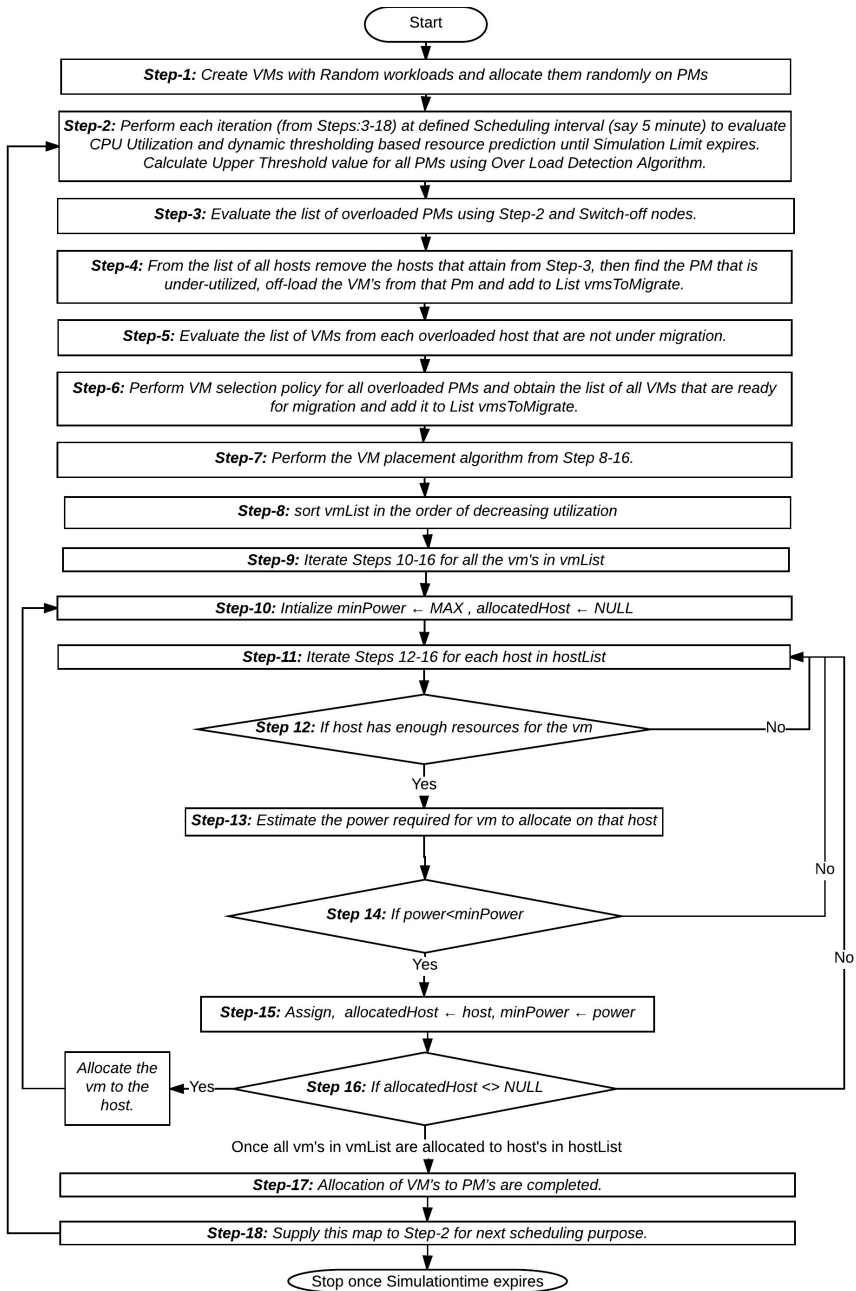 Start
Step-1: Create VMs with Random workloads and allocate them randomly on PMs
Step-2: Perform each iteration (from Steps:3-18) at defined Scheduling interval (say 5 minute) to evaluate
CPU Utilization and dynamic thresholding based resource prediction until Simulation Limit expires.
Calculate Upper Threshold value for all PMs using Over Load Detection Algorithm.
Step-3: Evaluate the list of overloaded PMs using Step-2 and Switch-off nodes.
Step-4: From the list of all hosts remove the hosts that attain from Step-3, then find the PM that is
under-utilized, off-load the VM's from that Pm and add to List vmsToMigrate.
Step-5: Evaluate the list of VMs from each overloaded host that are not under migration.
Step-6: Perform VM selection policy for all overloaded PMs and obtain the list of all VMs that are ready
for migration and add it to List vmsToMigrate.
Step-7: Perform the VM placement algorithm from Step 8-16.
Step-8: sort vmList in the order of decreasing utilization
Step-9: Iterate Steps 10-16 for all the vm's in vmList
Step-10: Intialize minPower ← MAX , allocatedHost ← NULL
Step-11: Iterate Steps 12-16 for each host in hostList
Step 12: If host has enough resources for the vm
No
Yes
Step-13: Estimate the power required for vm to allocate on that host
No
Step 14: If power<minPower
No
Yes
Step-15: Assign, allocatedHost ← host, minPower ← power
Allocate the
vm to the
host.
Yes
Step 16: If allocatedHost <> NULL
Once all vm's in vmList are allocated to host's in hostList
Step-17: Allocation of VM's to PM's are completed.
Step-18: Supply this map to Step-2 for next scheduling purpose.
Stop once Simulationtime expires